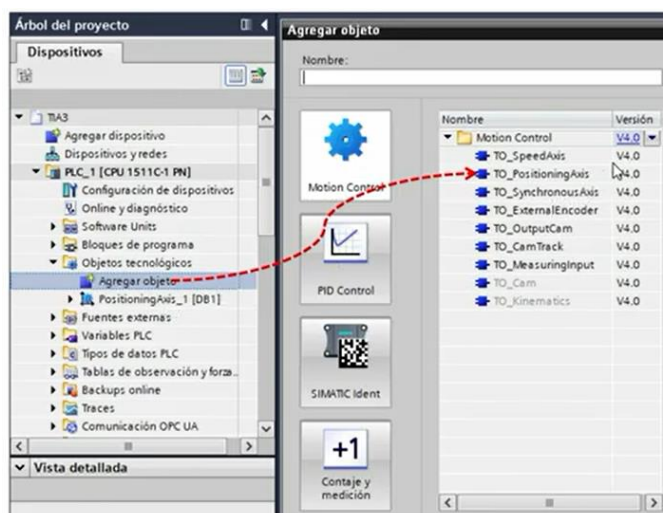 Árbol del proyecto
Dispositivos
TIA3
Agregar dispositivo
Dispositivos y redes
PLC_1 [CPU 1511C-1 PN]
Configuración de dispositivos
Online y diagnóstico
Software Units
Bloques de programa
Objetos tecnológicos
Agregar objeto
PositioningAxis_1 [DB1]
Fuentes externas
Variables PLC
Tipos de datos PLC
Tablas de observación y forza...
Backups online
Traces
Comunicación OPC UA
Vista detallada
Agregar objeto
Nombre:
Motion Control
PID Control
SIMATIC Ident
+1
Contaje y
medición
Nombre Versión
Motion Control V4.0
TO_SpeedAxis V4.0
TO_PositioningAxis V4.0
TO_SynchronousAxis V4.0
TO_ExternalEncoder V4.0
TO_OutputCam V4.0
TO_CamTrack V4.0
TO_MeasuringInput V4.0
TO_Cam V4.0
TO_Kinematics V4.0